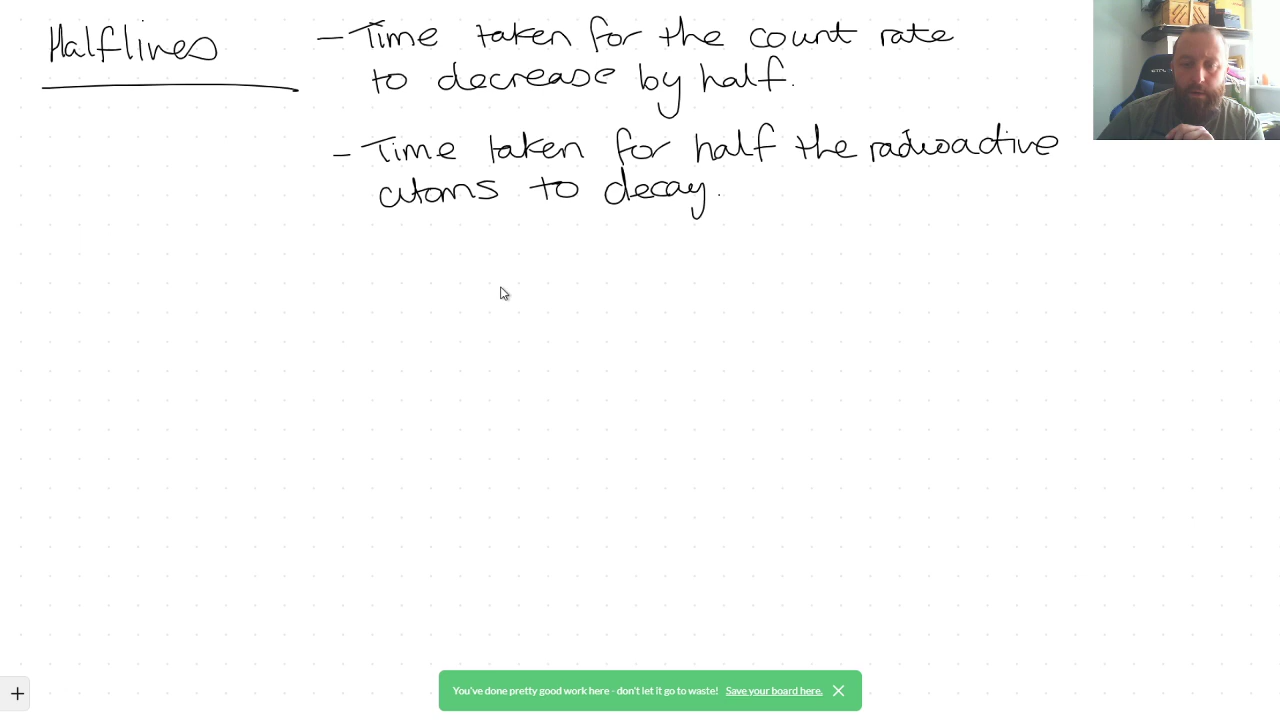 Halflives
- Time taken for the count rate
to decrease by half.
- Time taken for half the radioactive
atoms to decay.
You've done pretty good work here - don't let it go to waste! Save your board here.